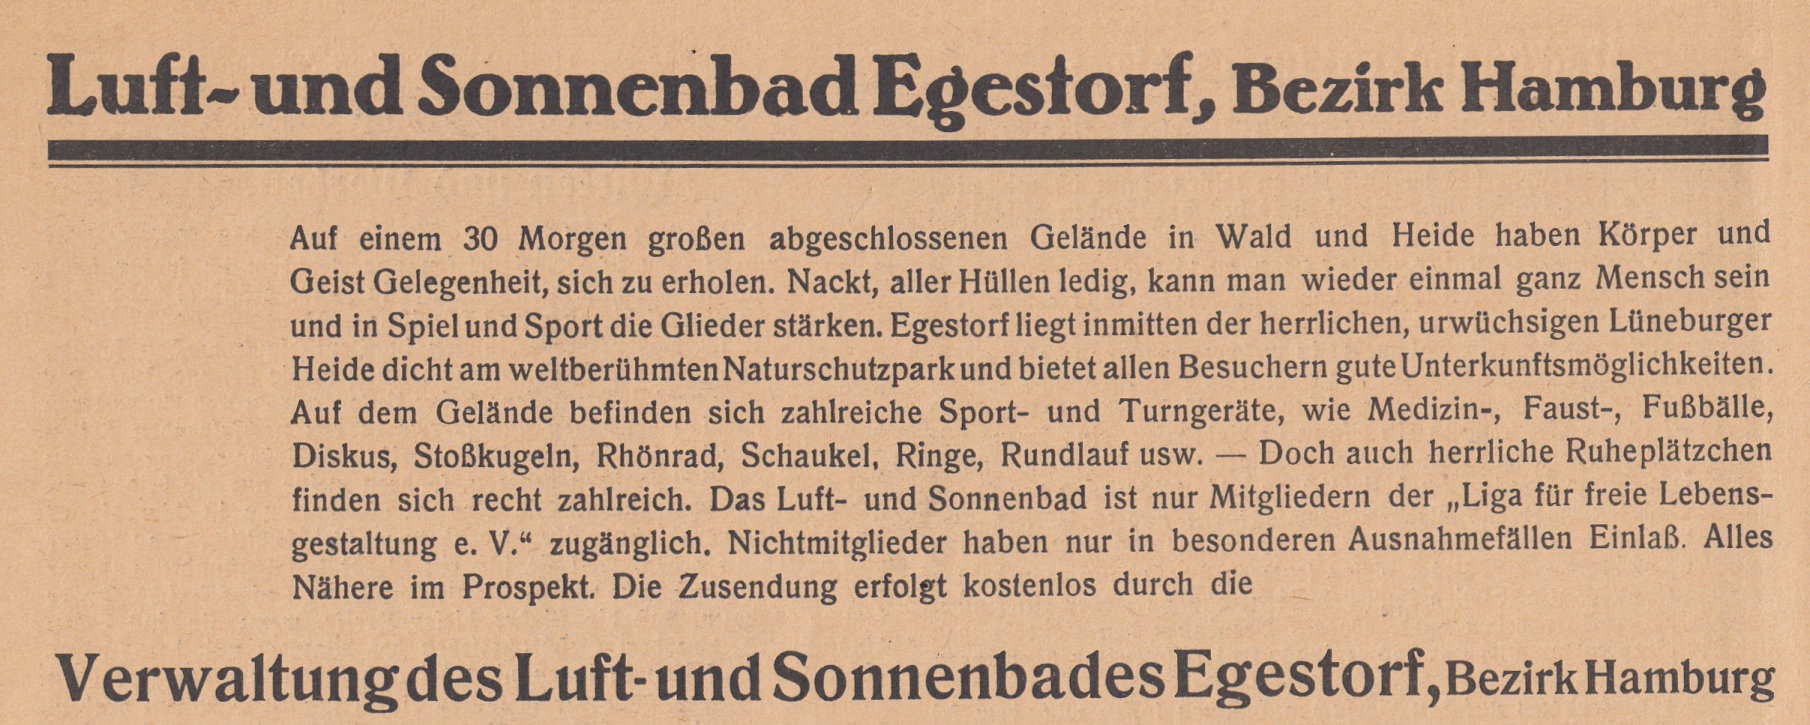 Luft- und Sonnenbad Egestorf, Bezirk Hamburg
Auf einem 30 Morgen großen abgeschlossenen Gelände in Wald und Heide haben Körper und
Geist Gelegenheit, sich zu erholen. Nackt, aller Hüllen ledig, kann man wieder einmal ganz Mensch sein
und in Spiel und Sport die Glieder stärken. Egestorf liegt inmitten der herrlichen, urwüchsigen Lüneburger
Heide dicht am weltberühmten Naturschutzpark und bietet allen Besuchern gute Unterkunftsmöglichkeiten.
Auf dem Gelände befinden sich zahlreiche Sport- und Turngeräte, wie Medizin-, Faust-, Fußbälle,
Diskus, Stoßkugeln, Rhönrad, Schaukel, Ringe, Rundlauf usw. — Doch auch herrliche Ruheplätzchen
finden sich recht zahlreich. Das Luft- und Sonnenbad ist nur Mitgliedern der „Liga für freie Lebens-
gestaltung e. V.“ zugänglich. Nichtmitglieder haben nur in besonderen Ausnahmefällen Einlaß. Alles
Nähere im Prospekt. Die Zusendung erfolgt kostenlos durch die
Verwaltung des Luft- und Sonnenbades Egestorf, Bezirk Hamburg